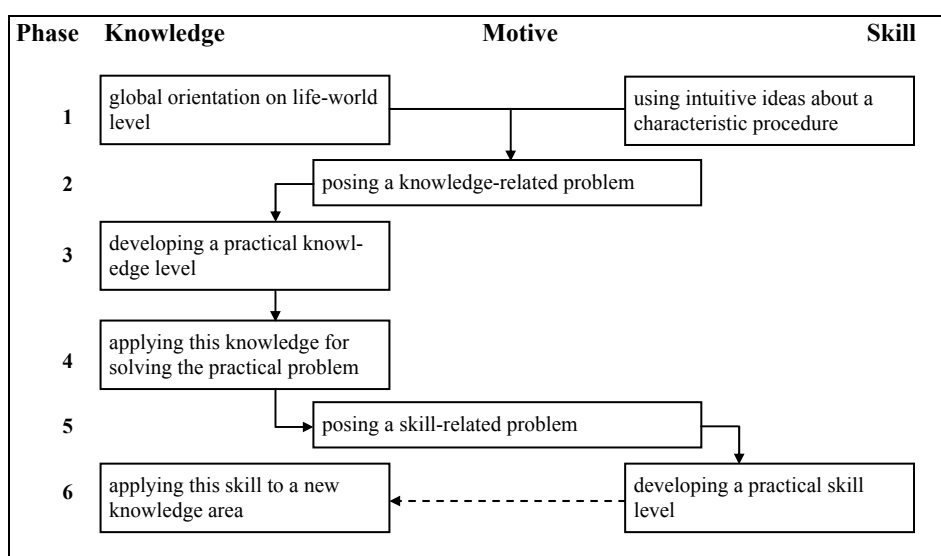 Phase Knowledge Motive Skill
1
global orientation on life-world
level
using intuitive ideas about a
characteristic procedure
2
posing a knowledge-related problem
3
developing a practical knowl-
edge level
4
applying this knowledge for
solving the practical problem
5
posing a skill-related problem
6
applying this skill to a new
knowledge area
developing a practical skill
level